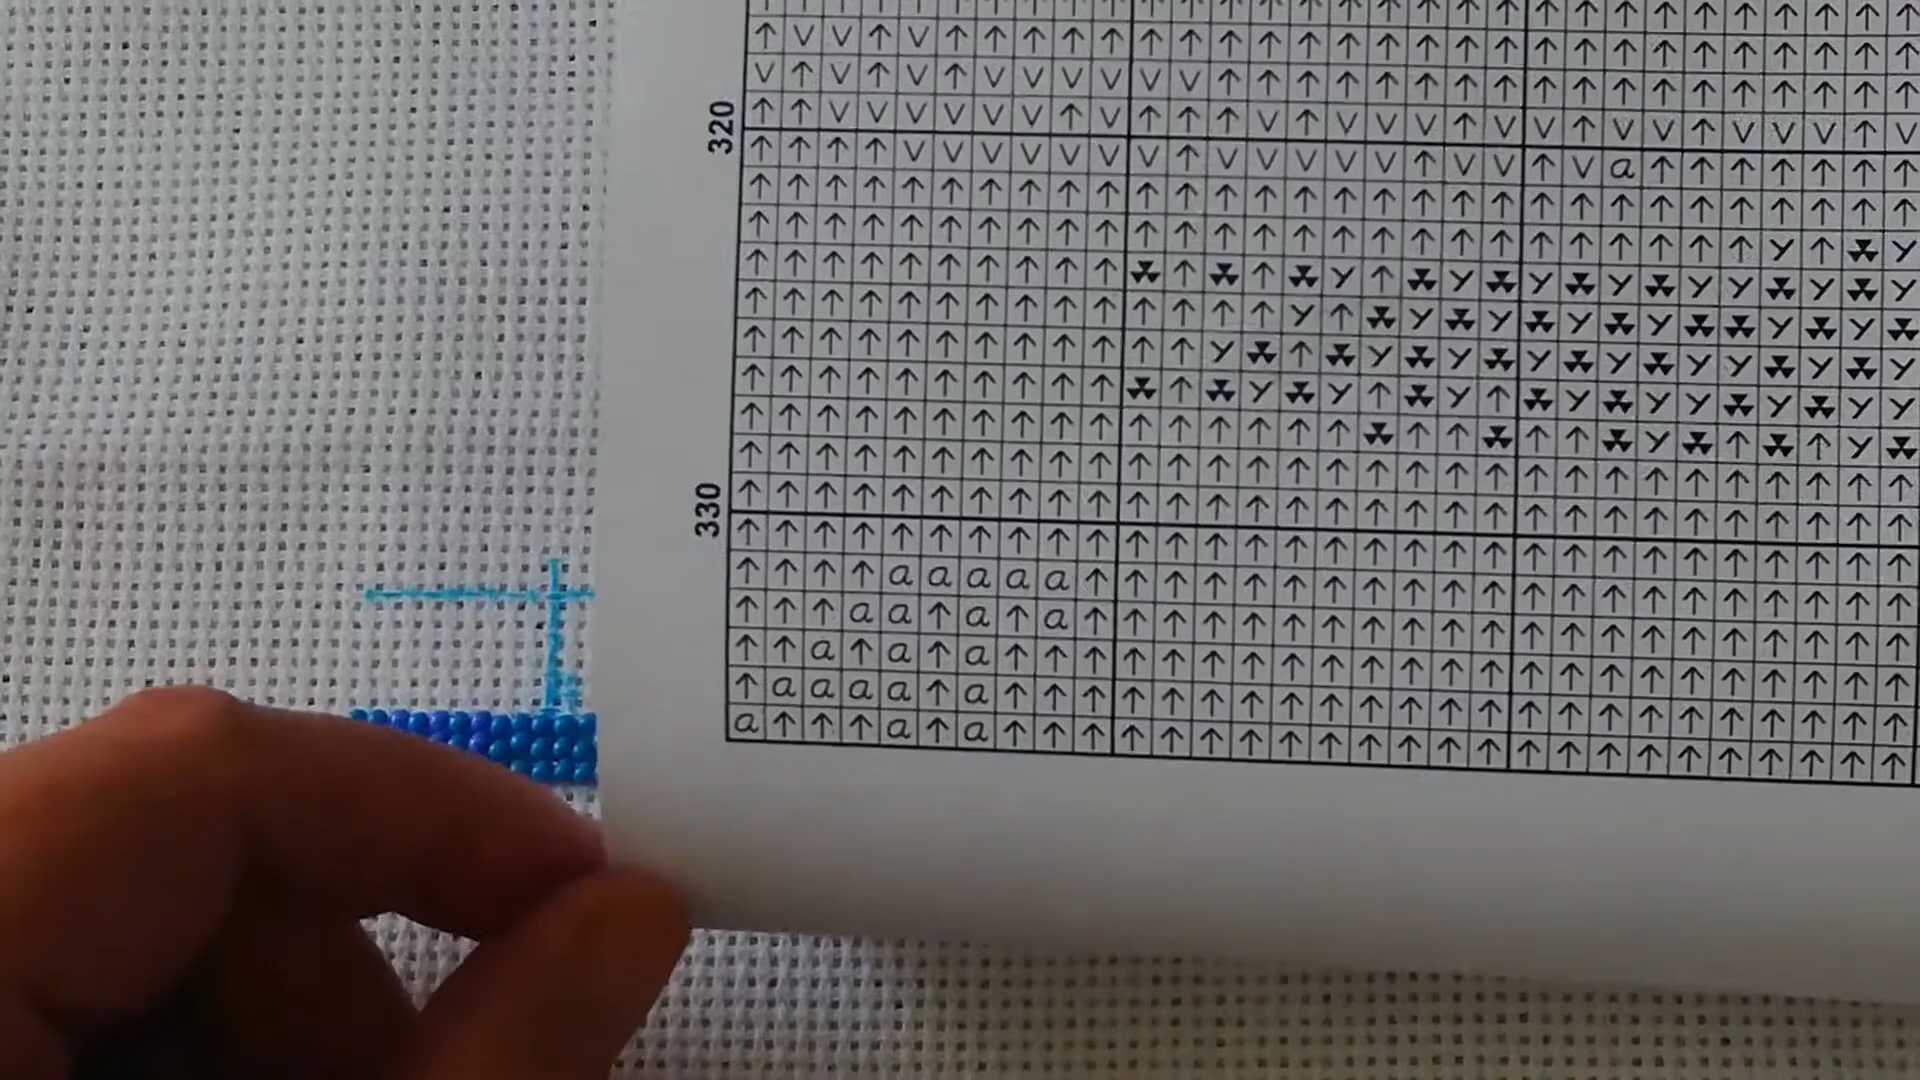 ↑ V V ↑ V ↑ ↑ ↑ ↑ ↑ ↑ ↑ ↑ ↑ ↑ ↑ ↑ ↑ ↑ ↑ ↑ ↑ ↑ ↑ ↑ ↑ ↑ ↑ ↑ ↑
V ↑ V ↑ V ↑ V V V V V V ↑ ↑ ↑ ↑ ↑ ↑ ↑ ↑ ↑ ↑ ↑ ↑ ↑ ↑ ↑ ↑ ↑ ↑
320 ↑ ↑ V V V V V V ↑ V ↑ ↑ ↑ V ↑ V V V ↑ V V ↑ V V ↑ V V V ↑ V
↑ ↑ ↑ ↑ V V V V V V V ↑ V V V V V ↑ V V ↑ V a ↑ ↑ ↑ ↑ ↑ ↑ ↑
↑ ↑ ↑ ↑ ↑ ↑ ↑ ↑ ↑ ↑ ↑ ↑ ↑ ↑ ↑ ↑ ↑ ↑ ↑ ↑ ↑ ↑ ↑ ↑ ↑ ↑ ↑ ↑ ↑ ↑
↑ ↑ ↑ ↑ ↑ ↑ ↑ ↑ ↑ ↑ ↑ ↑ ↑ ↑ ↑ ↑ ↑ ↑ ↑ ↑ ↑ ↑ ↑ ↑ ↑ ↑ Y ↑ ☢ Y
↑ ↑ ↑ ↑ ↑ ↑ ↑ ↑ ↑ ↑ ☢ ↑ ☢ ↑ ☢ Y ↑ ☢ Y ☢ Y ☢ Y ☢ Y Y ☢ Y ☢ Y
↑ ↑ ↑ ↑ ↑ ↑ ↑ ↑ ↑ ↑ ↑ ↑ ↑ ↑ Y ↑ ☢ Y ☢ Y ☢ Y ☢ Y ☢ ☢ Y ☢ Y ☢
↑ ↑ ↑ ↑ ↑ ↑ ↑ ↑ ↑ ↑ ↑ ↑ Y ☢ ↑ ☢ Y ☢ Y ☢ Y ☢ Y ☢ Y Y ☢ Y ☢ Y
↑ ↑ ↑ ↑ ↑ ↑ ↑ ↑ ↑ ↑ ☢ ↑ ☢ Y ☢ Y ↑ ☢ Y ↑ ☢ Y ☢ Y Y ☢ Y ☢ Y Y
↑ ↑ ↑ ↑ ↑ ↑ ↑ ↑ ↑ ↑ ↑ ↑ ↑ ↑ ↑ ↑ ☢ ↑ ↑ ☢ ↑ ↑ ☢ Y ☢ ↑ ☢ ↑ Y ☢
↑ ↑ ↑ ↑ ↑ ↑ ↑ ↑ ↑ ↑ ↑ ↑ ↑ ↑ ↑ ↑ ↑ ↑ ↑ ↑ ↑ ↑ ↑ ↑ ↑ ↑ ↑ ↑ ↑ ↑
330 ↑ ↑ ↑ ↑ ↑ ↑ ↑ ↑ ↑ ↑ ↑ ↑ ↑ ↑ ↑ ↑ ↑ ↑ ↑ ↑ ↑ ↑ ↑ ↑ ↑ ↑ ↑ ↑ ↑ ↑
↑ ↑ ↑ ↑ ↑ ↑ ↑ ↑ ↑ ↑ ↑ ↑ ↑ ↑ ↑ ↑ ↑ ↑ ↑ ↑ ↑ ↑ ↑ ↑ ↑ ↑ ↑ ↑ ↑ ↑
↑ ↑ ↑ ↑ a a a a a ↑ ↑ ↑ ↑ ↑ ↑ ↑ ↑ ↑ ↑ ↑ ↑ ↑ ↑ ↑ ↑ ↑ ↑ ↑ ↑ ↑
↑ ↑ ↑ a a ↑ a ↑ a ↑ ↑ ↑ ↑ ↑ ↑ ↑ ↑ ↑ ↑ ↑ ↑ ↑ ↑ ↑ ↑ ↑ ↑ ↑ ↑ ↑
↑ ↑ a ↑ a ↑ a ↑ ↑ ↑ ↑ ↑ ↑ ↑ ↑ ↑ ↑ ↑ ↑ ↑ ↑ ↑ ↑ ↑ ↑ ↑ ↑ ↑ ↑ ↑
↑ a a a a ↑ a ↑ ↑ ↑ ↑ ↑ ↑ ↑ ↑ ↑ ↑ ↑ ↑ ↑ ↑ ↑ ↑ ↑ ↑ ↑ ↑ ↑ ↑ ↑
a ↑ ↑ ↑ a ↑ a ↑ ↑ ↑ ↑ ↑ ↑ ↑ ↑ ↑ ↑ ↑ ↑ ↑ ↑ ↑ ↑ ↑ ↑ ↑ ↑ ↑ ↑ ↑